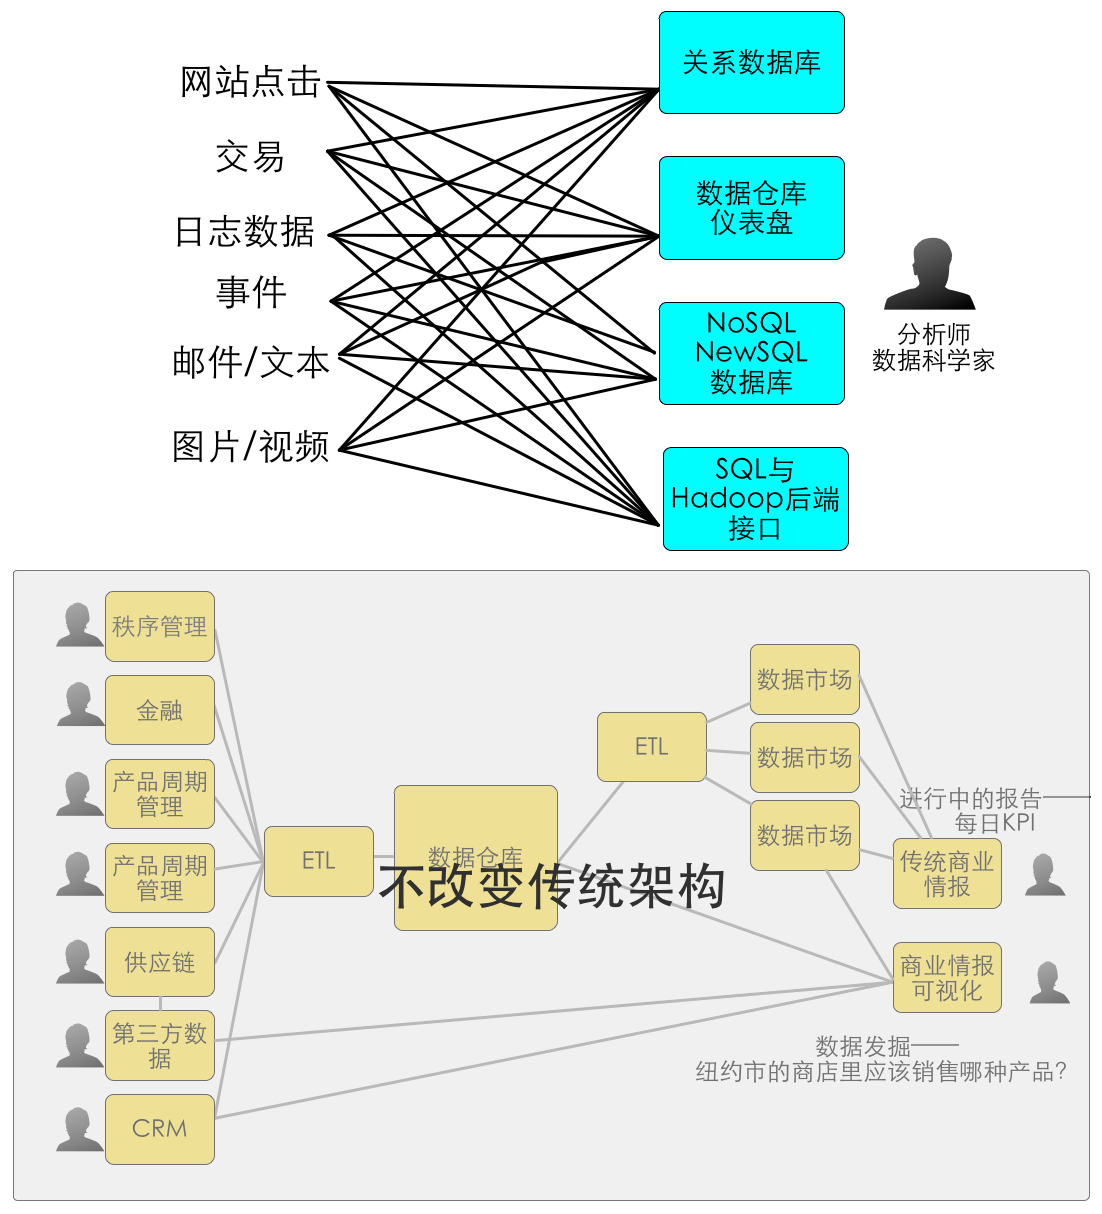 网站点击
交易
日志数据
事件
邮件/文本
图片/视频
关系数据库
数据仓库
仪表盘
NoSQL
NewSQL
数据库
SQL与
Hadoop后端
接口
分析师
数据科学家
秩序管理
金融
产品周期
管理
产品周期
管理
供应链
第三方数
据
CRM
ETL
数据仓库
不改变传统架构
ETL
数据市场
数据市场
数据市场
进行中的报告——
每日KPI
传统商业
情报
商业情报
可视化
数据发掘——
纽约市的商店里应该销售哪种产品?